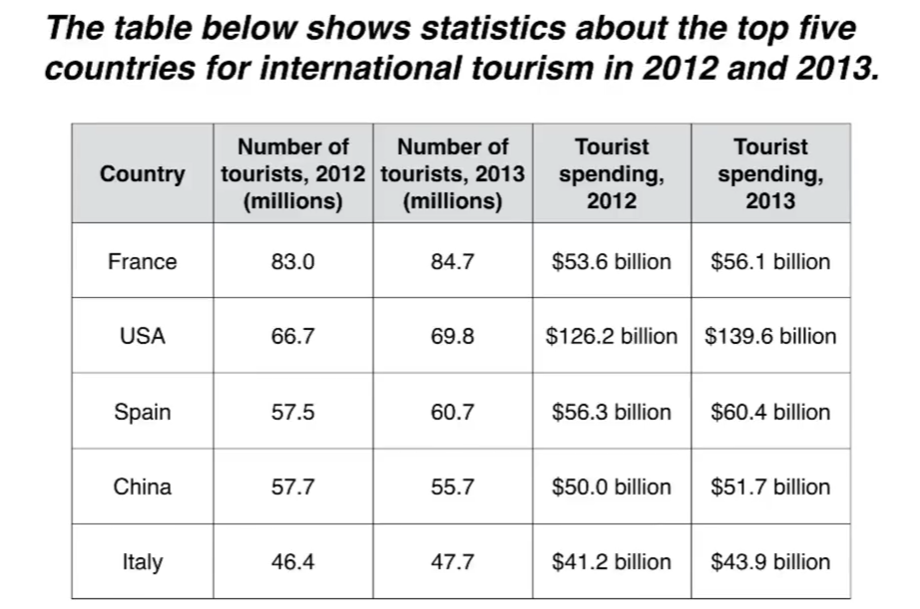 The table below shows statistics about the top five
countries for international tourism in 2012 and 2013.
Country
Number of
tourists, 2012
(millions)
Number of
tourists, 2013
(millions)
Tourist
spending,
2012
Tourist
spending,
2013
France 83.0 84.7 $53.6 billion $56.1 billion
USA 66.7 69.8 $126.2 billion $139.6 billion
Spain 57.5 60.7 $56.3 billion $60.4 billion
China 57.7 55.7 $50.0 billion $51.7 billion
Italy 46.4 47.7 $41.2 billion $43.9 billion